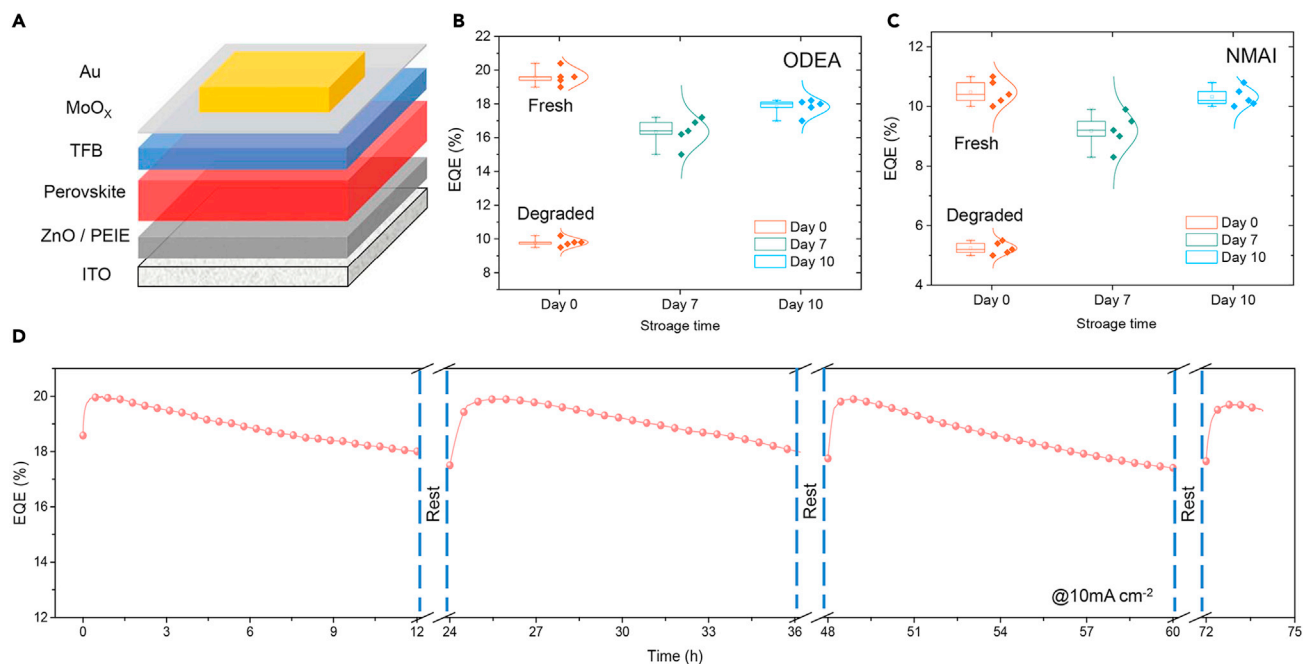 A
Au
MoOX
TFB
Perovskite
ZnO / PEIE
ITO
B
22
20
18
16
14
12
10
8
EQE (%)
ODEA
Fresh
Degraded
Day 0
Day 7
Day 10
Day 0
Day 7
Day 10
Stroage time
C
12
10
8
6
4
EQE (%)
NMAI
Fresh
Degraded
Day 0
Day 7
Day 10
Day 0
Day 7
Day 10
Stroage time
D
20
18
16
14
12
EQE (%)
Rest
Rest
Rest
@10mA cm-2
0 3 6 9 12 24 27 30 33 36 48 51 54 57 60 72 75
Time (h)